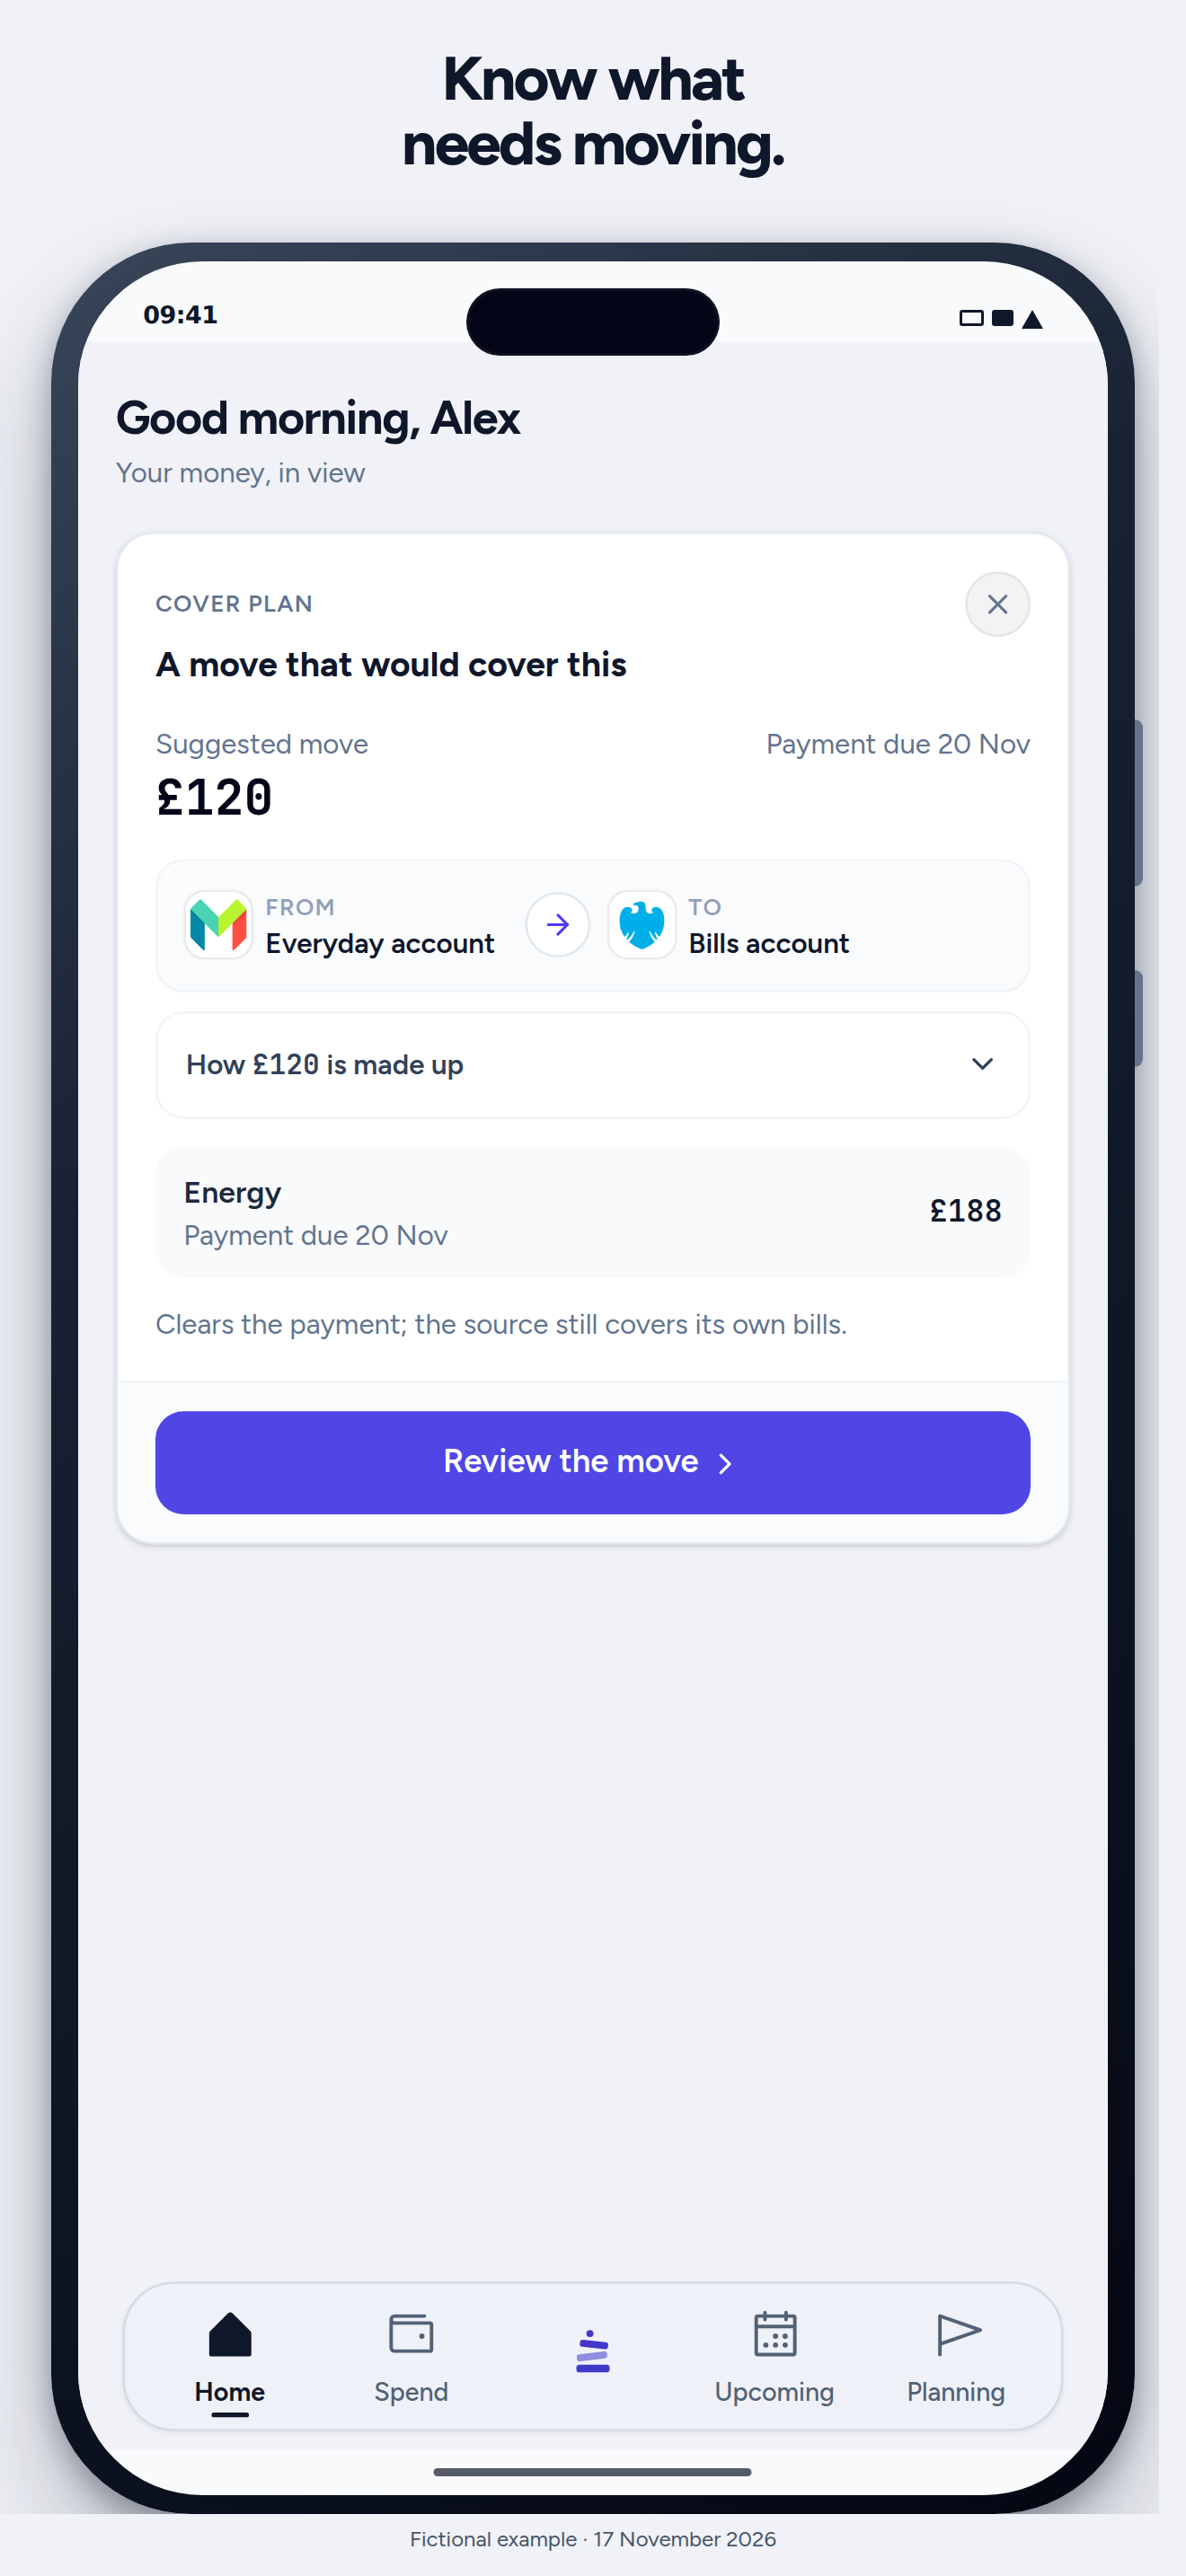 Know what
needs moving.
09:41
Good morning, Alex
Your money, in view
COVER PLAN
A move that would cover this
Suggested move
Payment due 20 Nov
£120
FROM
Everyday account
TO
Bills account
How £120 is made up
Energy
Payment due 20 Nov
£188
Clears the payment; the source still covers its own bills.
Review the move
Home
Spend
Upcoming
Planning
Fictional example · 17 November 2026